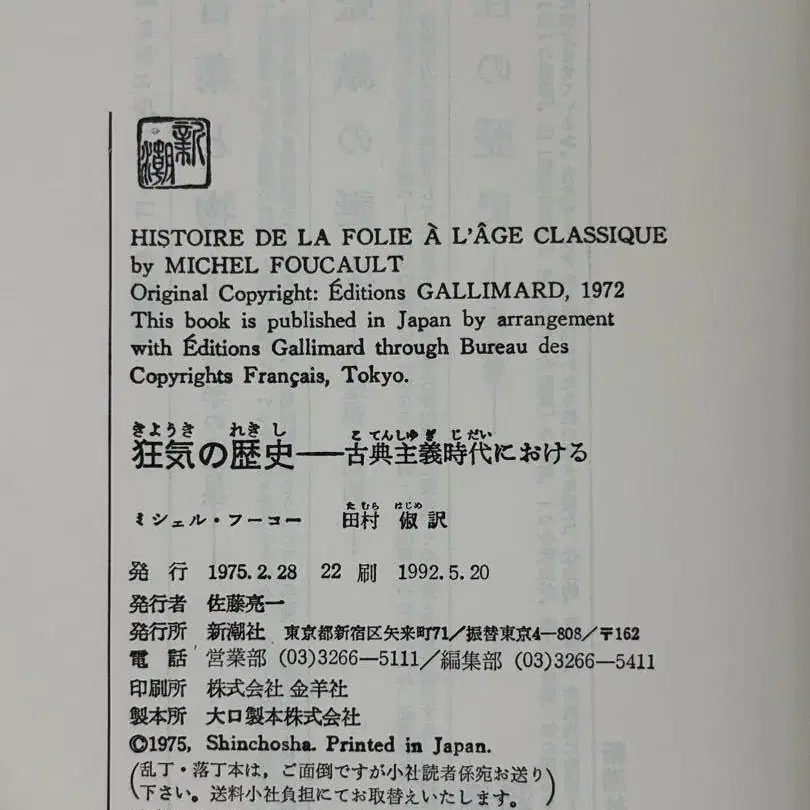 新潮
HISTOIRE DE LA FOLIE À L'ÂGE CLASSIQUE
by MICHEL FOUCAULT
Original Copyright: Éditions GALLIMARD, 1972
This book is published in Japan by arrangement
with Éditions Gallimard through Bureau des
Copyrights Français, Tokyo.
きようき れきし こてんしゆぎじだい
狂気の歴史——古典主義時代における
たむら はじめ
ミシェル・フーコー 田村 俶 訳
発行 1975.2.28 22刷 1992.5.20
発行者 佐藤亮一
発行所 新潮社 東京都新宿区矢来町71/振替東京4—808/〒162
電話 営業部 (03)3266—5111/編集部 (03)3266—5411
印刷所 株式会社 金羊社
製本所 大口製本株式会社
©1975, Shinchosha. Printed in Japan.
(乱丁・落丁本は、ご面倒ですが小社読者係宛お送り
下さい。送料小社負担にてお取替えいたします。)